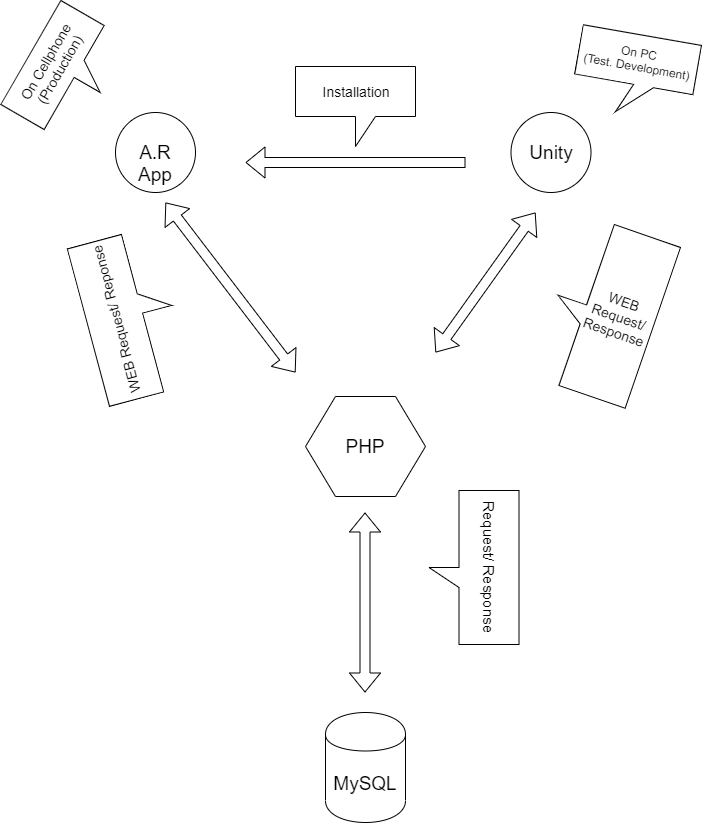 On Cellphone
(Production)
On PC
(Test. Development)
Installation
A.R
App
Unity
WEB Request/ Reponse
WEB
Request/
Response
PHP
Request/ Response
MySQL